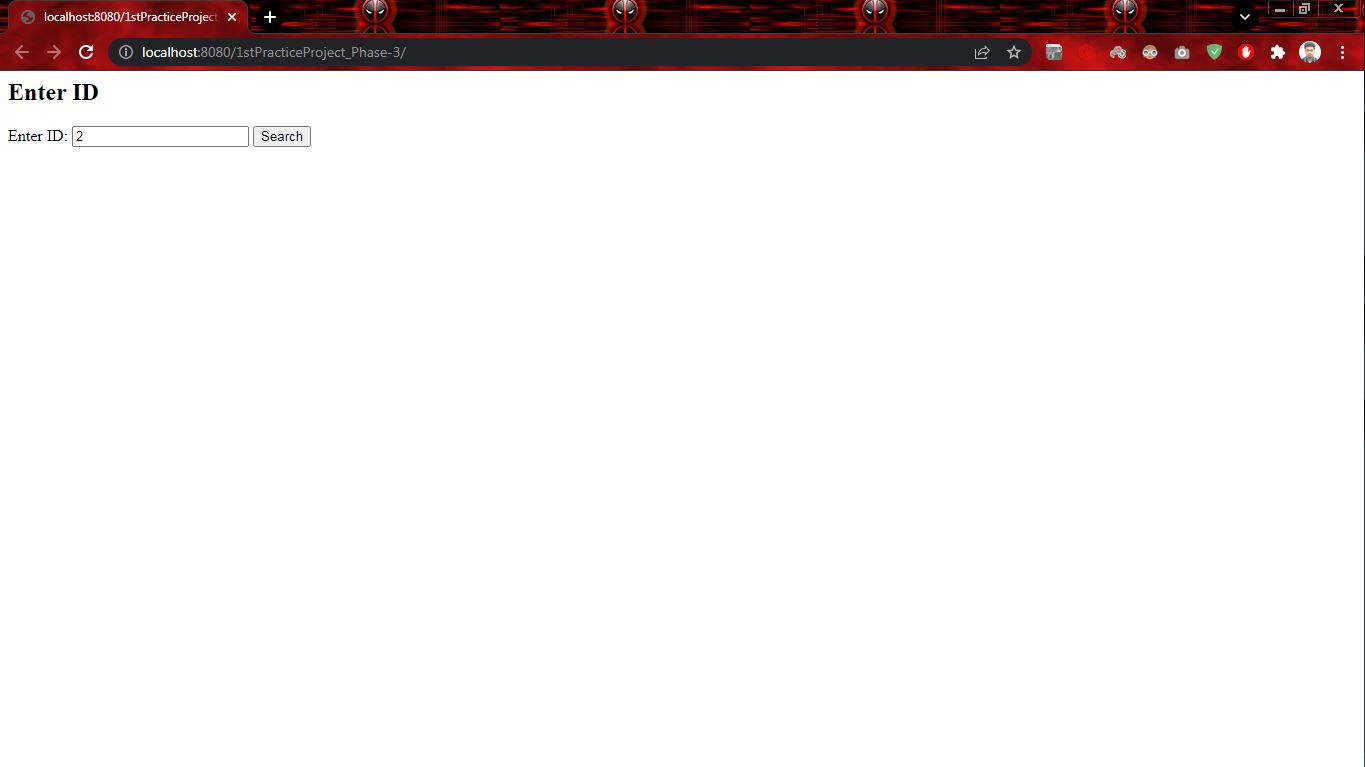 localhost:8080/1stPracticeProject
localhost:8080/1stPracticeProject_Phase-3/
Enter ID
Enter ID: 2 Search